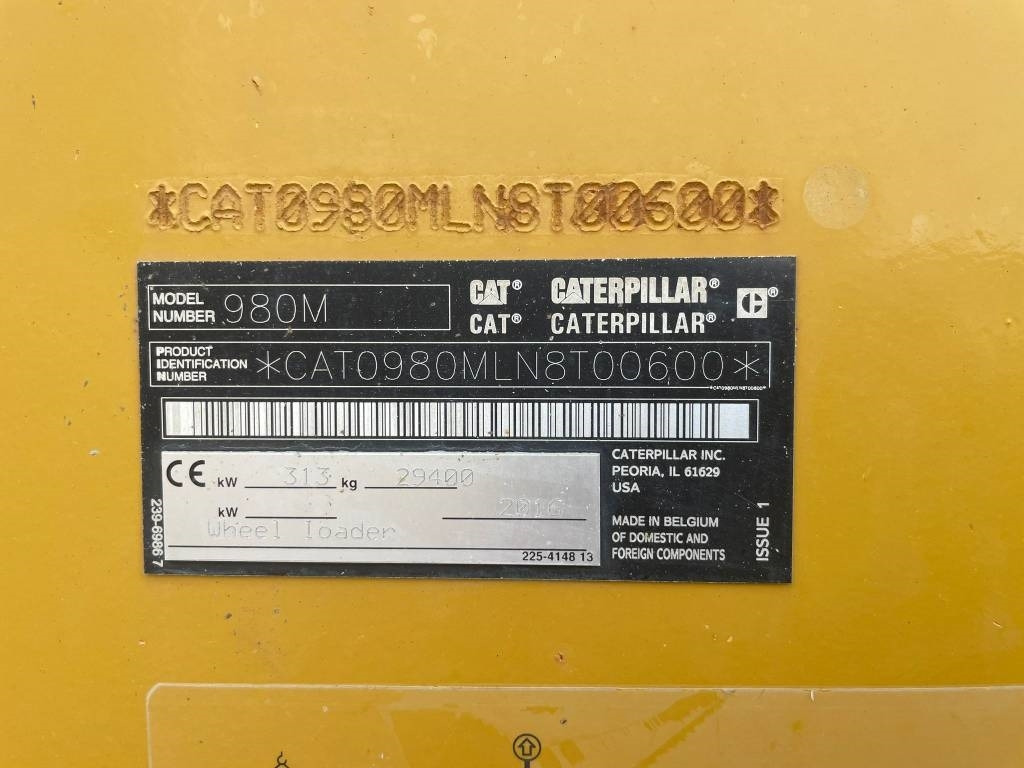 *CAT0980MLN8T00600*
MODEL NUMBER 980M
CAT® CATERPILLAR®
CAT® CATERPILLAR®
PRODUCT IDENTIFICATION NUMBER *CAT0980MLN8T00600*
*CAT0980MLN8T00600*
CE kW 313 kg 29400
kW 2016
Wheel loader
225-4148 13
239-6986 7
CATERPILLAR INC.
PEORIA, IL 61629
USA
MADE IN BELGIUM
OF DOMESTIC AND
FOREIGN COMPONENTS
ISSUE 1